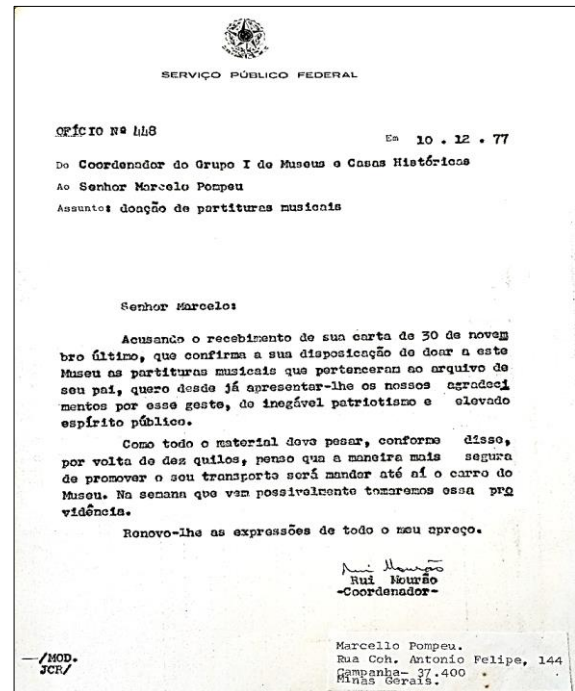 SERVIÇO PÚBLICO FEDERAL
OFÍCIO Nº 448
Em 10 . 12 . 77
Do Coordenador do Grupo I de Museus e Casas Históricas
Ao Senhor Marcelo Pompeu
Assunto: doação de partituras musicais
Senhor Marcelo:
Acusando o recebimento de sua carta de 30 de novem
bro último, que confirma a sua disposicação de doar a este
Museu as partituras musicais que pertenceram ao arquivo de
seu pai, quero desde já apresentar-lhe os nossos agradeci
mentos por esse gesto, de inegável patriotismo e elevado
espírito público.
Como todo o material deve pesar, conforme disse,
por volta de dez quilos, penso que a maneira mais segura
de promover o seu transporte será mandar até aí o carro do
Museu. Na semana que vem possivelmente tomaremos essa pro
vidência.
Renovo-lhe as expressões de todo o meu apreço.
Rui Mourão
Rui Mourão
-Coordenador-
/MOD.
JCR/
Marcello Pompeu.
Rua Coh. Antonio Felipe, 144
Campanha- 37.400
Minas Gerais.